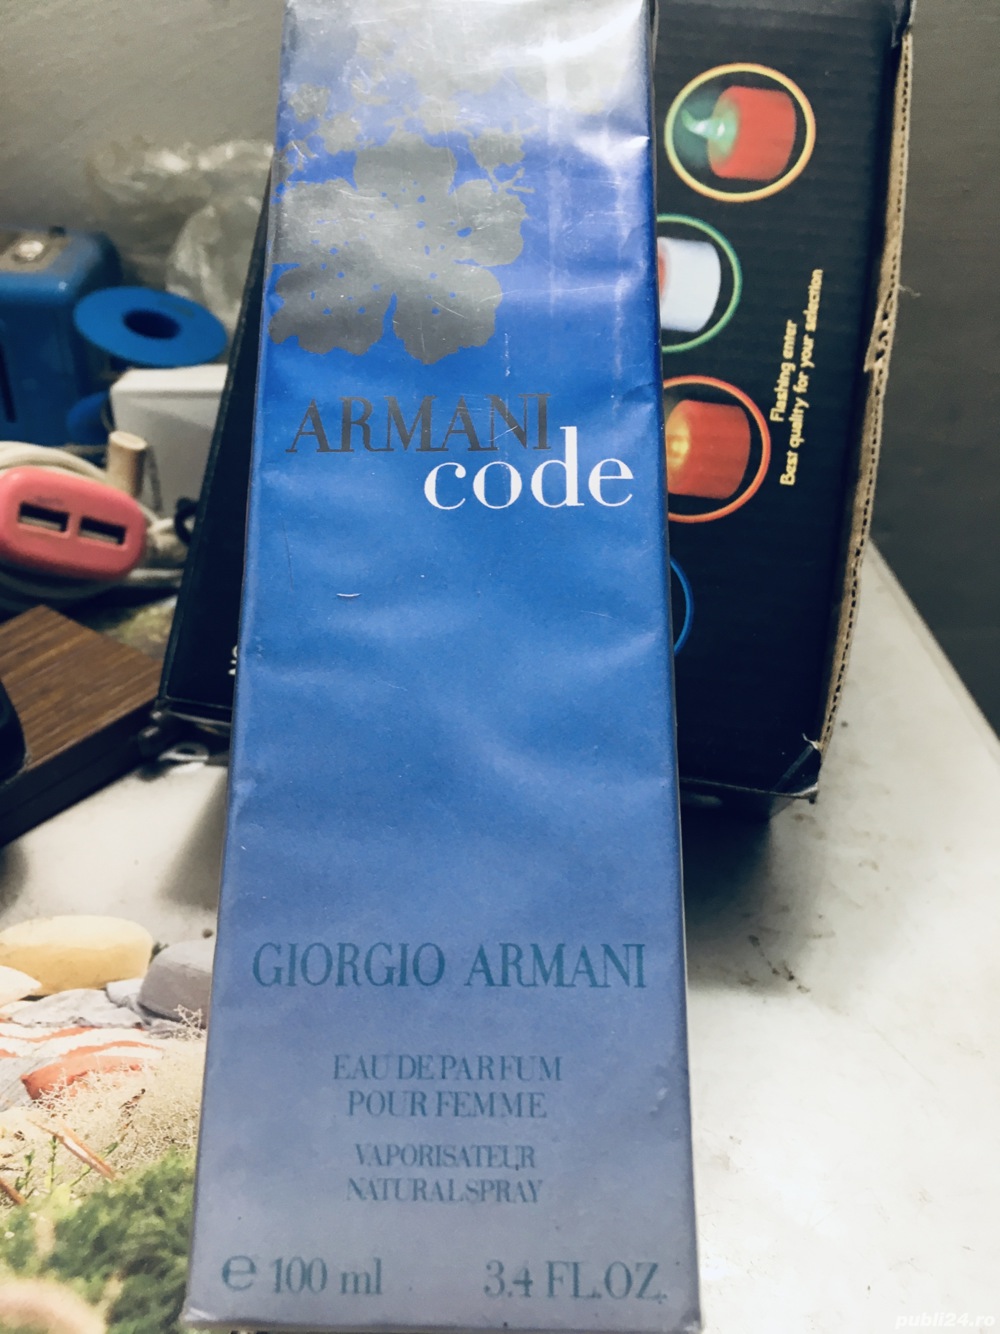 ARMANI
code
GIORGIO ARMANI
EAU DE PARFUM
POUR FEMME
VAPORISATEUR
NATURAL SPRAY
e 100 ml 3.4 FL.OZ.
Flashing enter
Best quality for your selection
publi24.ro